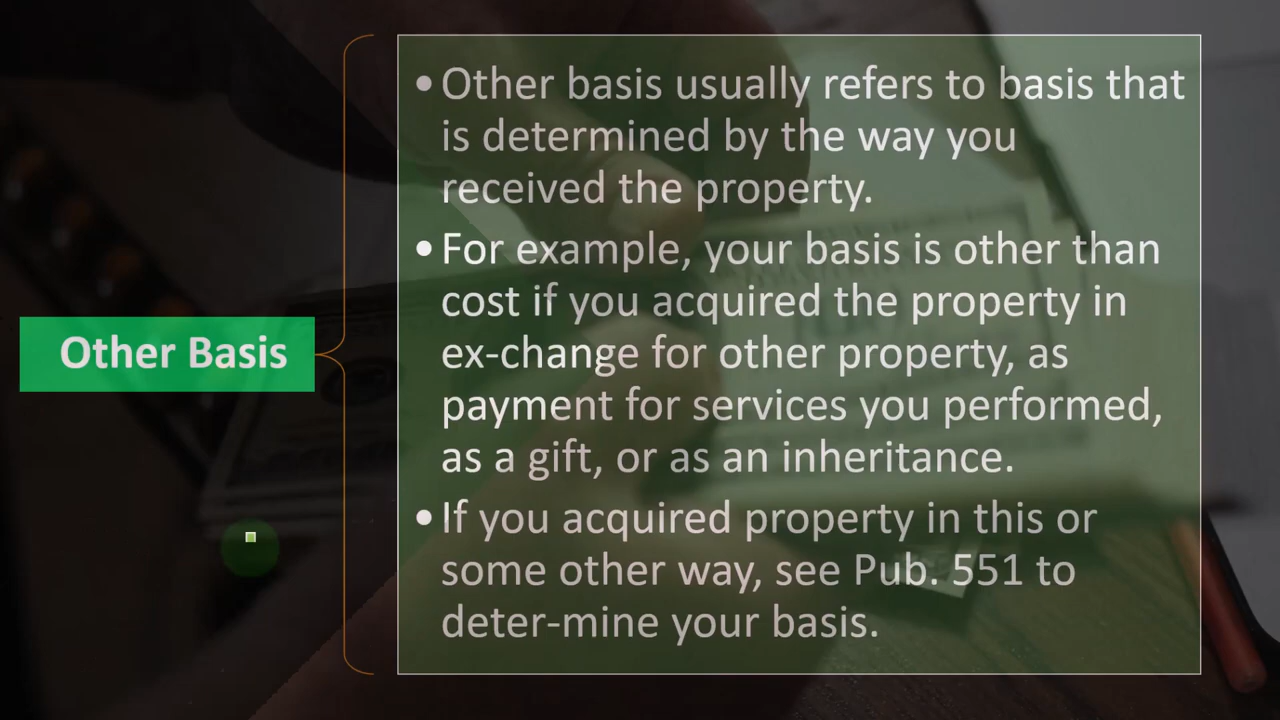 Other Basis
•Other basis usually refers to basis that
is determined by the way you
received the property.
•For example, your basis is other than
cost if you acquired the property in
ex-change for other property, as
payment for services you performed,
as a gift, or as an inheritance.
•If you acquired property in this or
some other way, see Pub. 551 to
deter-mine your basis.